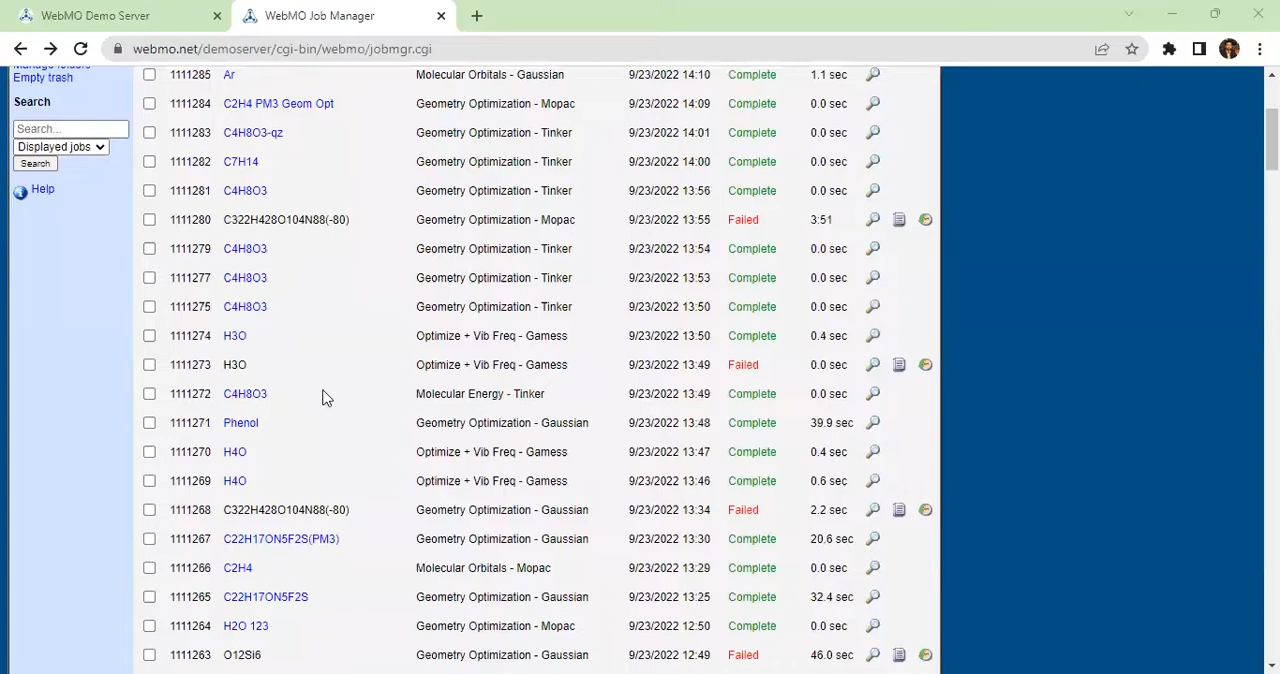 WebMO Demo Server
WebMO Job Manager
webmo.net/demoserver/cgi-bin/webmo/jobmgr.cgi
Manage folders
Empty trash
Search
Search...
Displayed jobs
Search
Help
1111285 Ar Molecular Orbitals - Gaussian 9/23/2022 14:10 Complete 1.1 sec
1111284 C2H4 PM3 Geom Opt Geometry Optimization - Mopac 9/23/2022 14:09 Complete 0.0 sec
1111283 C4H8O3-qz Geometry Optimization - Tinker 9/23/2022 14:01 Complete 0.0 sec
1111282 C7H14 Geometry Optimization - Tinker 9/23/2022 14:00 Complete 0.0 sec
1111281 C4H8O3 Geometry Optimization - Tinker 9/23/2022 13:56 Complete 0.0 sec
1111280 C322H428O104N88(-80) Geometry Optimization - Mopac 9/23/2022 13:55 Failed 3:51
1111279 C4H8O3 Geometry Optimization - Tinker 9/23/2022 13:54 Complete 0.0 sec
1111277 C4H8O3 Geometry Optimization - Tinker 9/23/2022 13:53 Complete 0.0 sec
1111275 C4H8O3 Geometry Optimization - Tinker 9/23/2022 13:50 Complete 0.0 sec
1111274 H3O Optimize + Vib Freq - Gamess 9/23/2022 13:50 Complete 0.4 sec
1111273 H3O Optimize + Vib Freq - Gamess 9/23/2022 13:49 Failed 0.0 sec
1111272 C4H8O3 Molecular Energy - Tinker 9/23/2022 13:49 Complete 0.0 sec
1111271 Phenol Geometry Optimization - Gaussian 9/23/2022 13:48 Complete 39.9 sec
1111270 H4O Optimize + Vib Freq - Gamess 9/23/2022 13:47 Complete 0.4 sec
1111269 H4O Optimize + Vib Freq - Gamess 9/23/2022 13:46 Complete 0.6 sec
1111268 C322H428O104N88(-80) Geometry Optimization - Gaussian 9/23/2022 13:34 Failed 2.2 sec
1111267 C22H17ON5F2S(PM3) Geometry Optimization - Gaussian 9/23/2022 13:30 Complete 20.6 sec
1111266 C2H4 Molecular Orbitals - Mopac 9/23/2022 13:29 Complete 0.0 sec
1111265 C22H17ON5F2S Geometry Optimization - Gaussian 9/23/2022 13:25 Complete 32.4 sec
1111264 H2O 123 Geometry Optimization - Mopac 9/23/2022 12:50 Complete 0.0 sec
1111263 O12Si6 Geometry Optimization - Gaussian 9/23/2022 12:49 Failed 46.0 sec